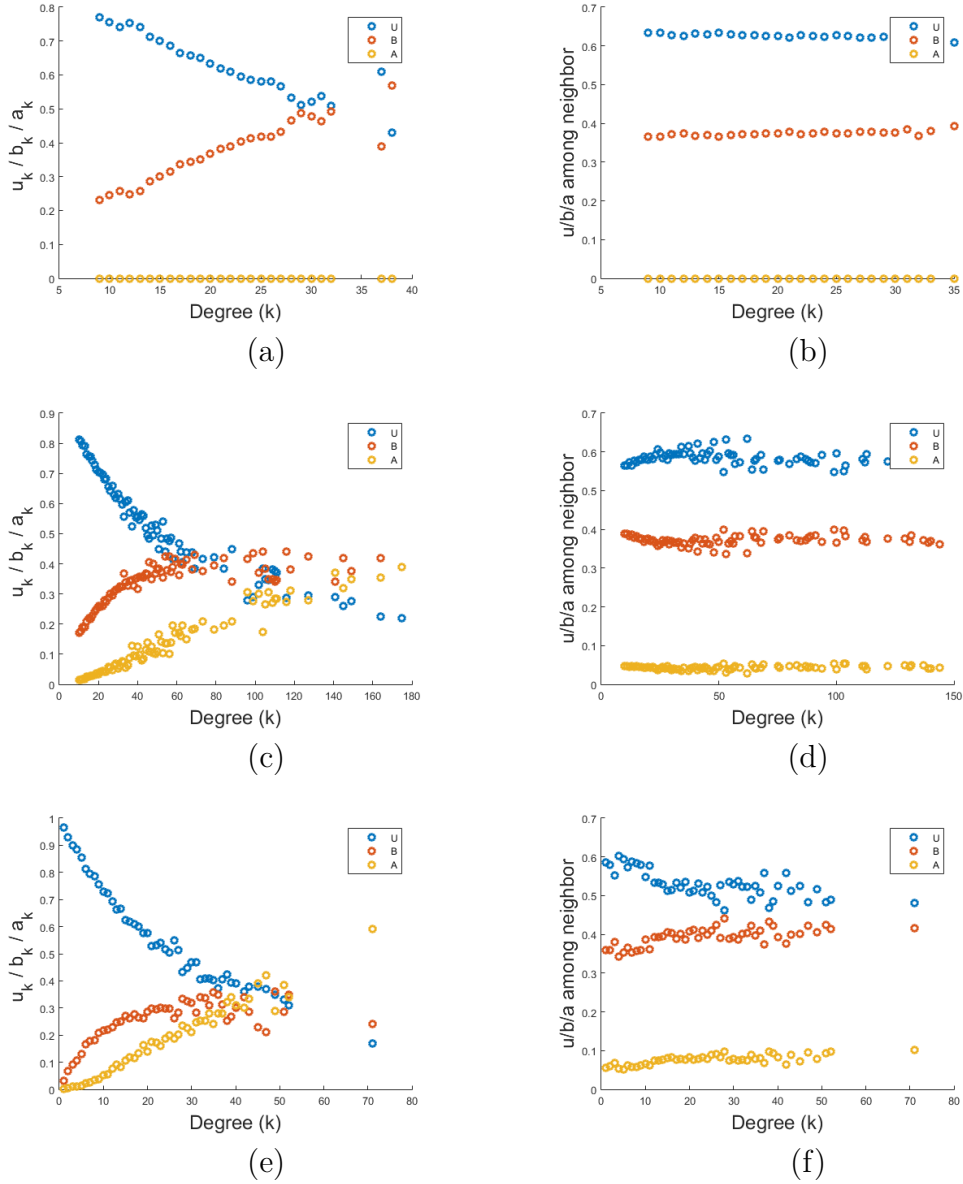 0.8
0.7
0.6
0.5
0.4
0.3
0.2
0.1
0
u_k / b_k / a_k
5 10 15 20 25 30 35 40
Degree (k)
U
B
A
(a)
0.7
0.6
0.5
0.4
0.3
0.2
0.1
0
u/b/a among neighbor
5 10 15 20 25 30 35
Degree (k)
U
B
A
(b)
0.9
0.8
0.7
0.6
0.5
0.4
0.3
0.2
0.1
0
u_k / b_k / a_k
0 20 40 60 80 100 120 140 160 180
Degree (k)
U
B
A
(c)
0.7
0.6
0.5
0.4
0.3
0.2
0.1
0
u/b/a among neighbor
0 50 100 150
Degree (k)
U
B
A
(d)
1
0.9
0.8
0.7
0.6
0.5
0.4
0.3
0.2
0.1
0
u_k / b_k / a_k
0 10 20 30 40 50 60 70 80
Degree (k)
U
B
A
(e)
0.7
0.6
0.5
0.4
0.3
0.2
0.1
0
u/b/a among neighbor
0 10 20 30 40 50 60 70 80
Degree (k)
U
B
A
(f)